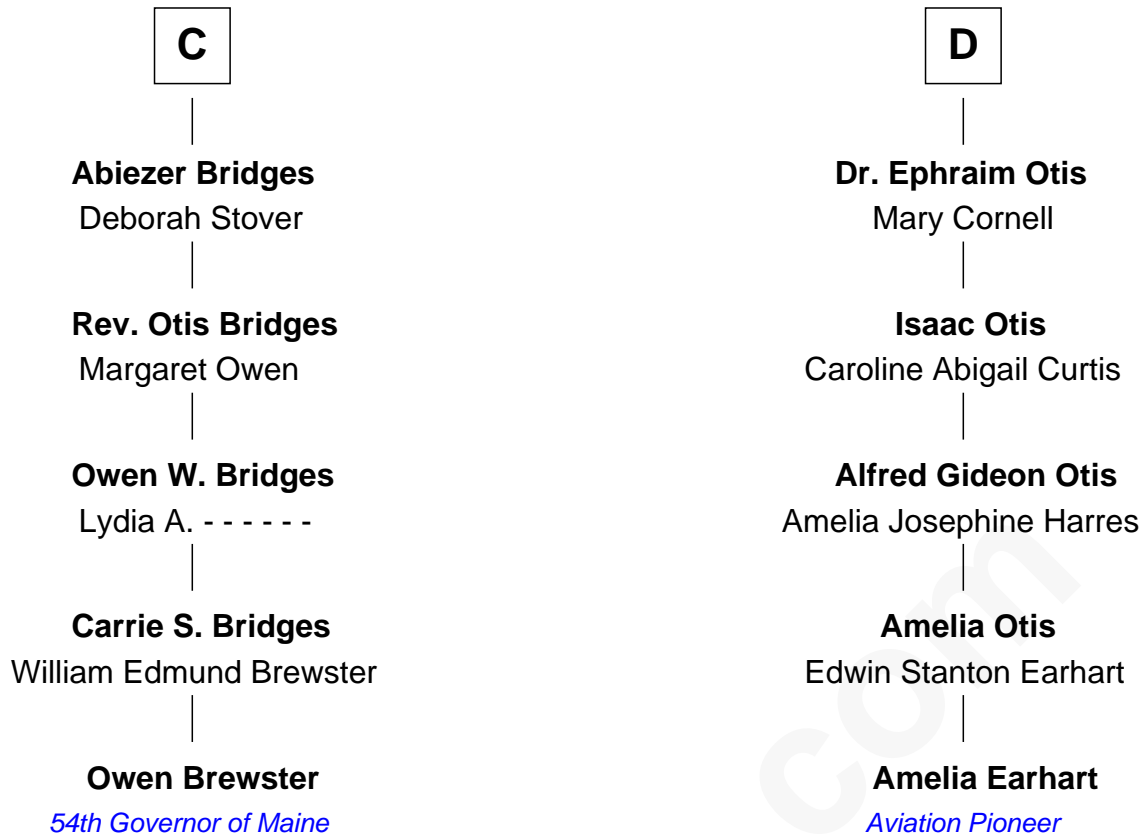 C
Abiezer Bridges
Deborah Stover
Rev. Otis Bridges
Margaret Owen
Owen W. Bridges
Lydia A. - - - - - -
Carrie S. Bridges
William Edmund Brewster
Owen Brewster
54th Governor of Maine
D
Dr. Ephraim Otis
Mary Cornell
Isaac Otis
Caroline Abigail Curtis
Alfred Gideon Otis
Amelia Josephine Harres
Amelia Otis
Edwin Stanton Earhart
Amelia Earhart
Aviation Pioneer
com